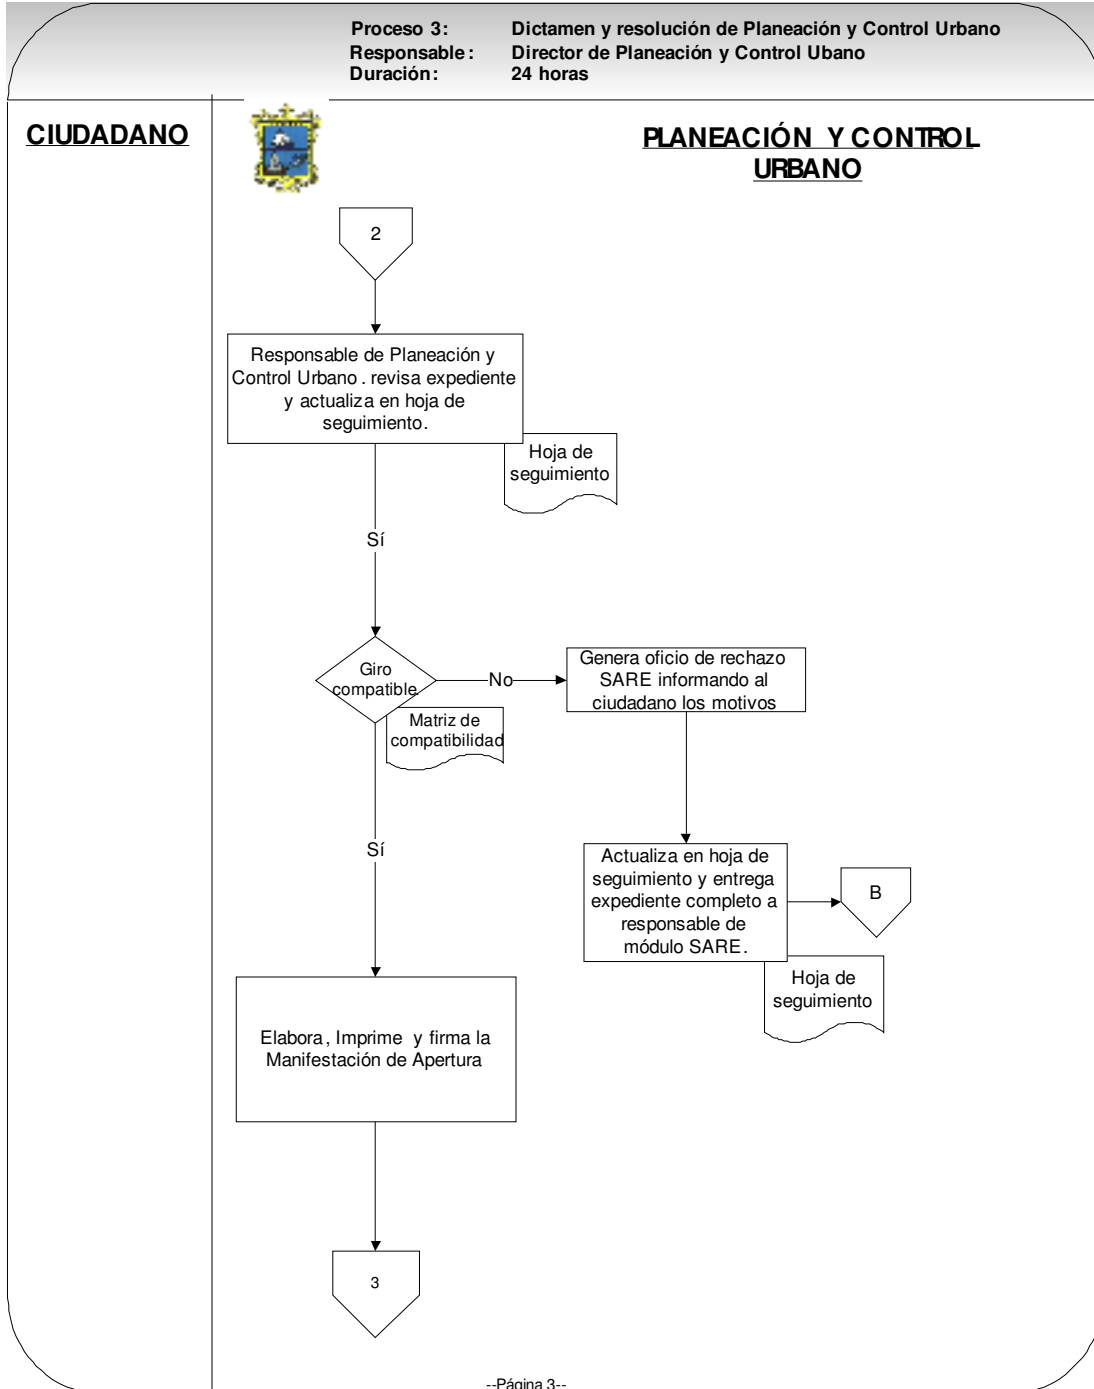 Proceso 3: Dictamen y resolución de Planeación y Control Urbano
Responsable: Director de Planeación y Control Ubano
Duración: 24 horas
CIUDADANO
PLANEACIÓN Y CONTROL
URBANO
2
Responsable de Planeación y
Control Urbano. revisa expediente
y actualiza en hoja de
seguimiento.
Hoja de
seguimiento
Sí
Giro
compatible
No
Genera oficio de rechazo
SARE informando al
ciudadano los motivos
Matriz de
compatibilidad
Sí
Actualiza en hoja de
seguimiento y entrega
expediente completo a
responsable de
módulo SARE.
B
Hoja de
seguimiento
Elabora, Imprime y firma la
Manifestación de Apertura
3
--Página 3--